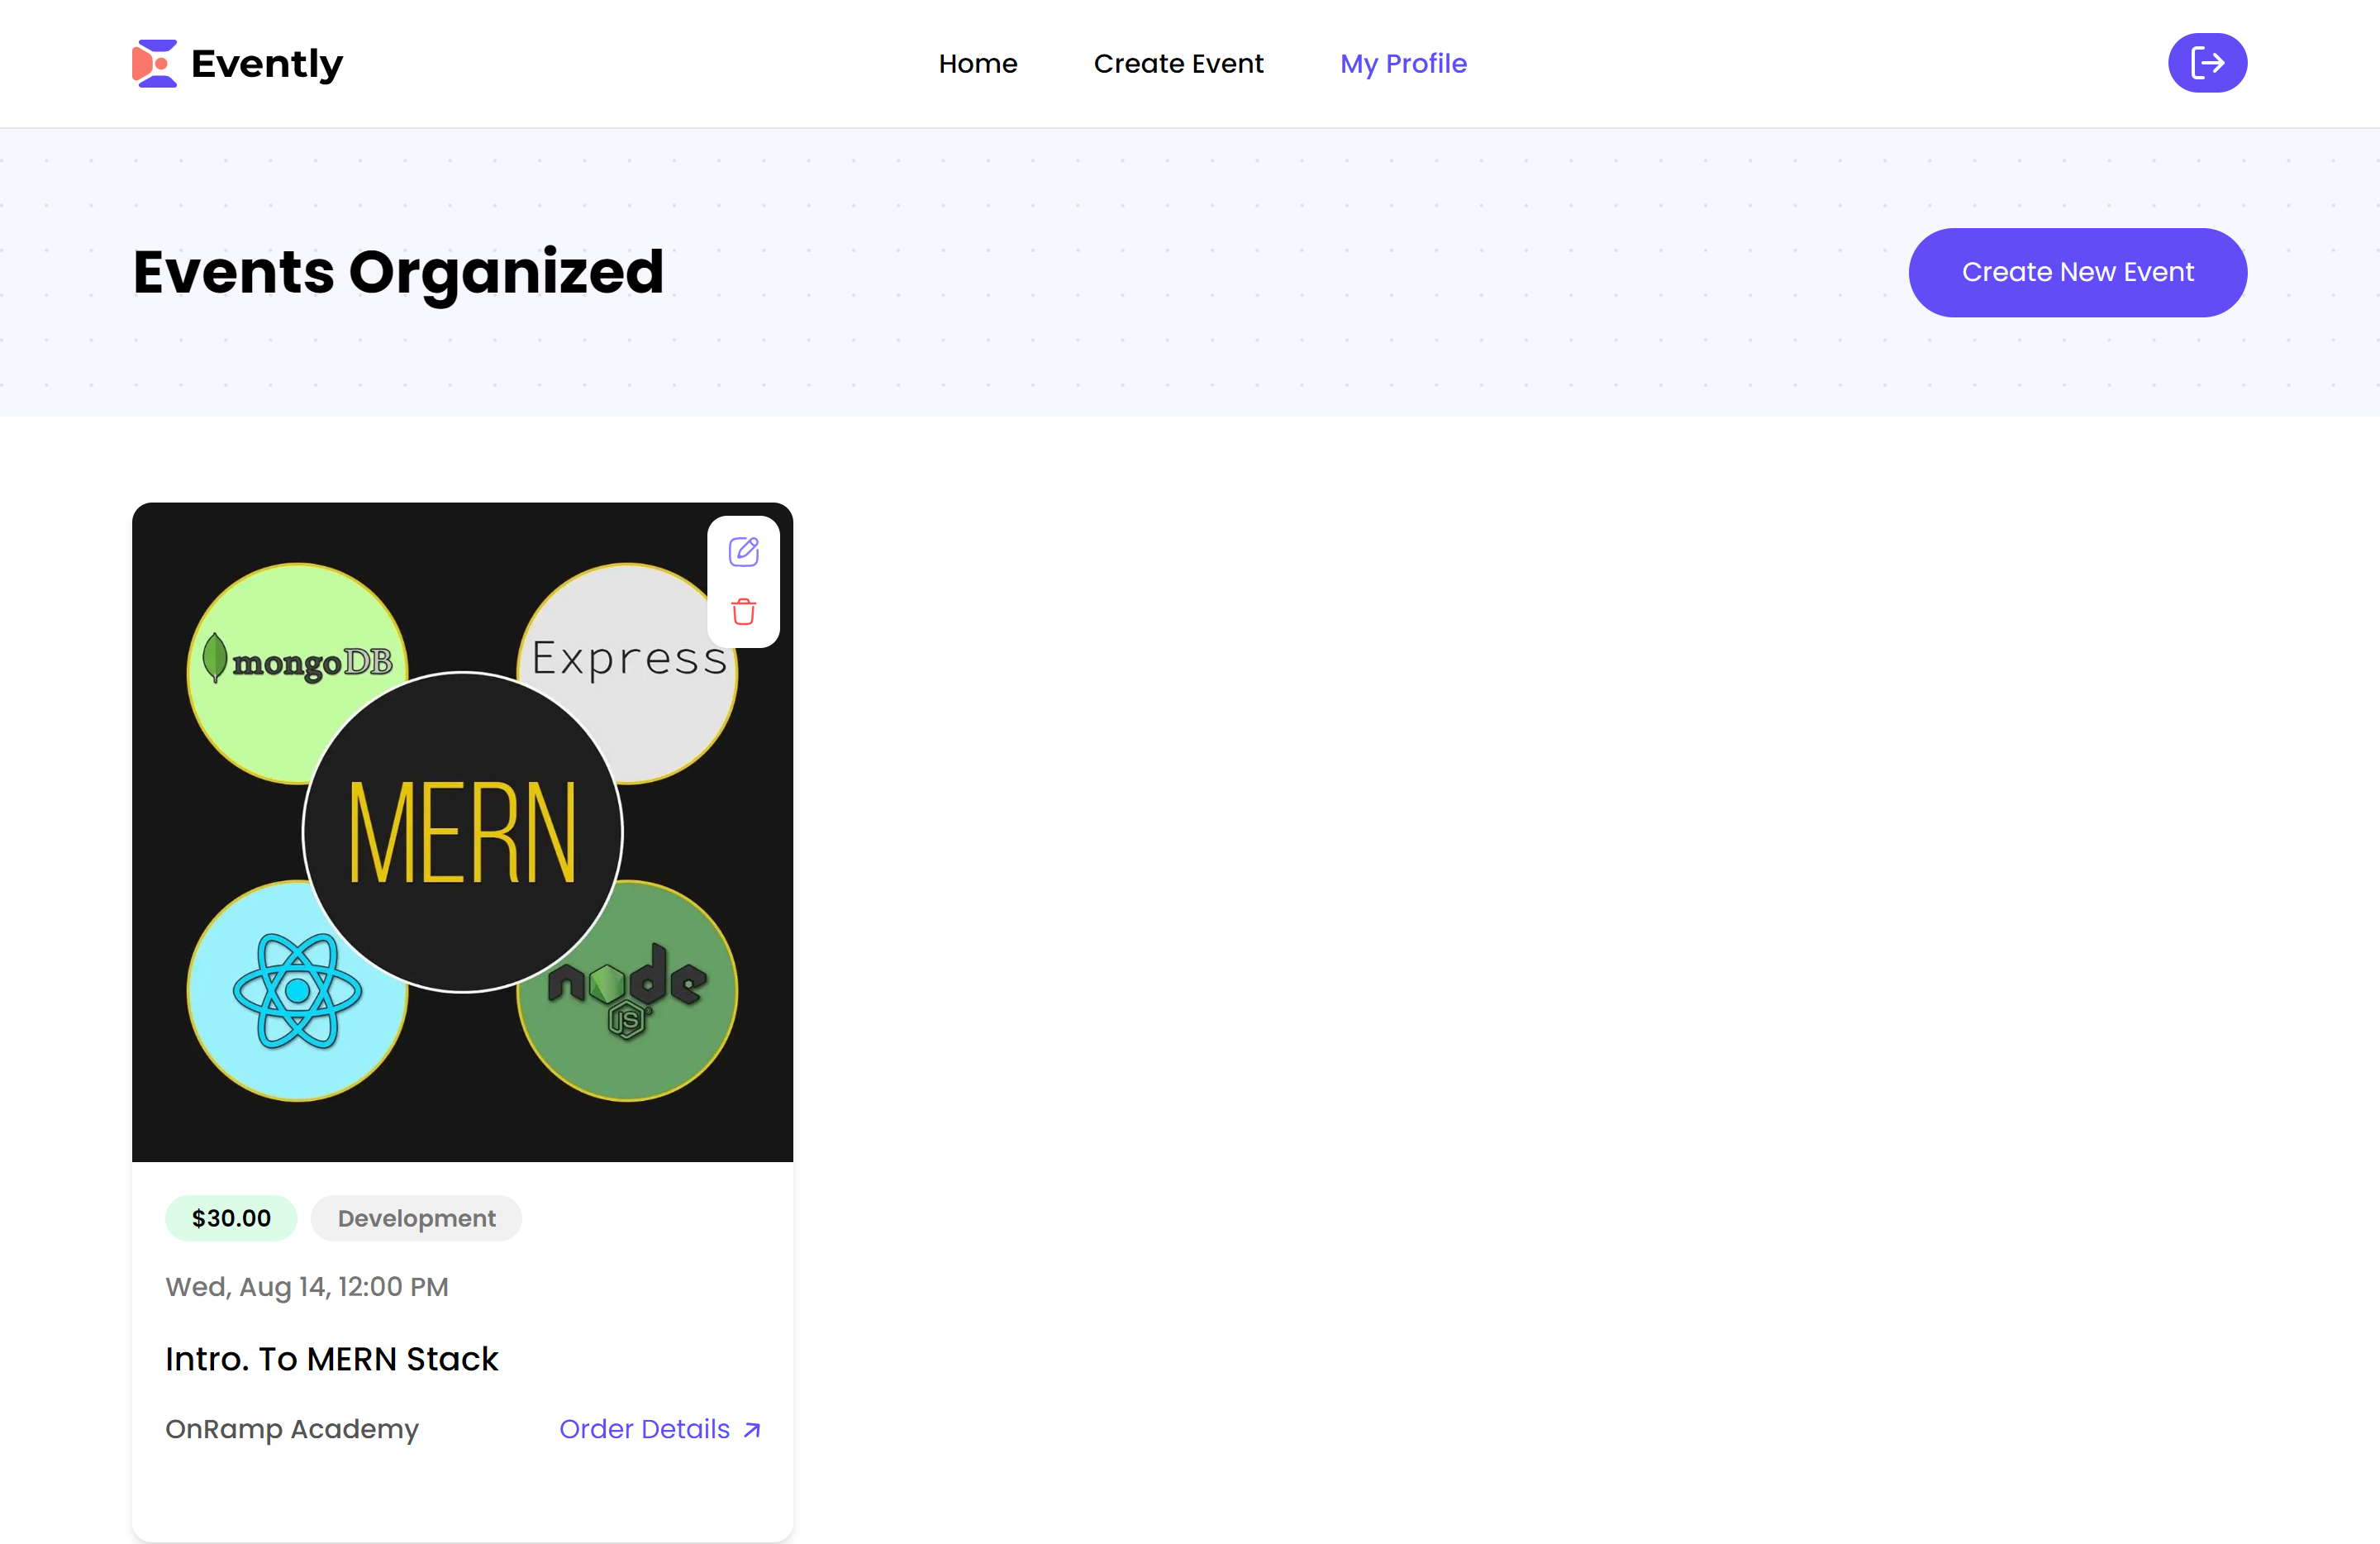 Evently
Home
Create Event
My Profile
Events Organized
Create New Event
mongoDB
Express
MERN
node
JS
$30.00
Development
Wed, Aug 14, 12:00 PM
Intro. To MERN Stack
OnRamp Academy
Order Details